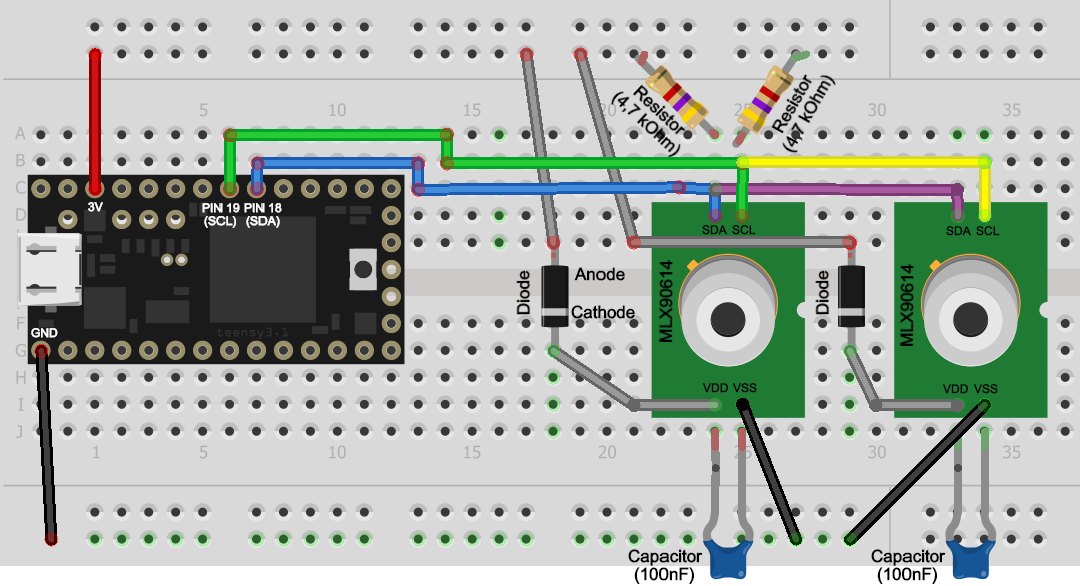 5
10
15
20
25
30
35
Resistor
(4,7 kOhm)
Resistor
(4,7 kOhm)
A
B
C
D
3V
PIN 19
(SCL)
PIN 18
(SDA)
SDA SCL
SDA SCL
Diode
Anode
Cathode
MLX90614
Diode
MLX90614
teensy3.1
GND
F
G
H
I
J
VDD VSS
VDD VSS
1
5
10
15
20
25
30
35
Capacitor
(100nF)
Capacitor
(100nF)